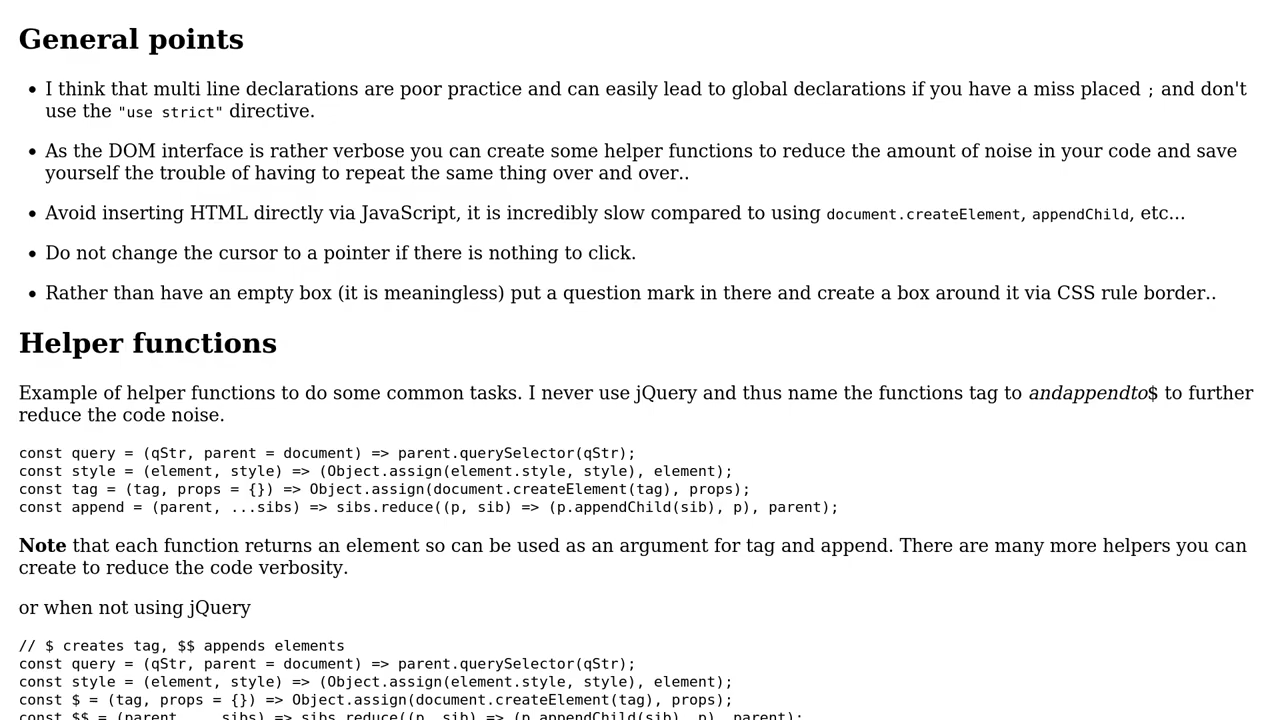 General points
• I think that multi line declarations are poor practice and can easily lead to global declarations if you have a miss placed ; and don't
use the "use strict" directive.
• As the DOM interface is rather verbose you can create some helper functions to reduce the amount of noise in your code and save
yourself the trouble of having to repeat the same thing over and over..
• Avoid inserting HTML directly via JavaScript, it is incredibly slow compared to using document.createElement, appendChild, etc...
• Do not change the cursor to a pointer if there is nothing to click.
• Rather than have an empty box (it is meaningless) put a question mark in there and create a box around it via CSS rule border..
Helper functions
Example of helper functions to do some common tasks. I never use jQuery and thus name the functions tag to andappendto$ to further
reduce the code noise.
const query = (qStr, parent = document) => parent.querySelector(qStr);
const style = (element, style) => (Object.assign(element.style, style), element);
const tag = (tag, props = {}) => Object.assign(document.createElement(tag), props);
const append = (parent, ...sibs) => sibs.reduce((p, sib) => (p.appendChild(sib), p), parent);
Note that each function returns an element so can be used as an argument for tag and append. There are many more helpers you can
create to reduce the code verbosity.
or when not using jQuery
// $ creates tag, $$ appends elements
const query = (qStr, parent = document) => parent.querySelector(qStr);
const style = (element, style) => (Object.assign(element.style, style), element);
const $ = (tag, props = {}) => Object.assign(document.createElement(tag), props);
const $$ = (parent, ...sibs) => sibs.reduce((p, sib) => (p.appendChild(sib), p), parent);